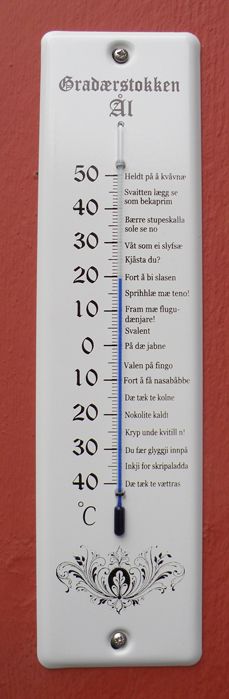 Gradærstokken
Ål
50 Heldt på å kvåvnæ
Svaitten lægg se
som bekaprim
40
Bærre stupeskalla
sole se no
30 Våt som ei slyfsæ
Kjåsta du?
20 Fort å bi slasen
Sprihhlæ mæ teno!
10 Fram mæ flugu-
dænjare!
Svalent
0 På dæ jabne
Valen på fingo
10 Fort å få nasabåbbe
Dæ tæk te kolne
20 Nokolite kaldt
Kryp unde kvitill n!
30 Du fær glyggji innpå
Inkji for skripaladda
40 Dæ tæk te vættras
°C
O